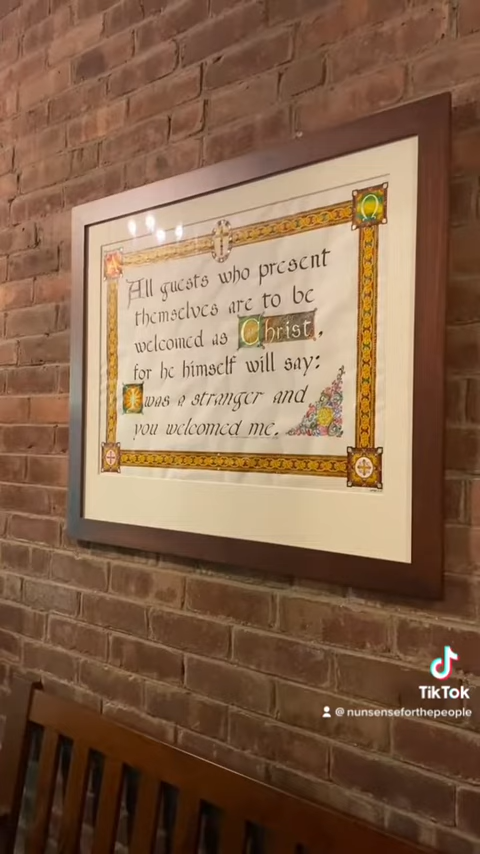 Ω
All guests who present
themselves are to be
welcomed as Christ,
for he himself will say:
I was a stranger and
you welcomed me.
TikTok
@ nunsenseforthepeople